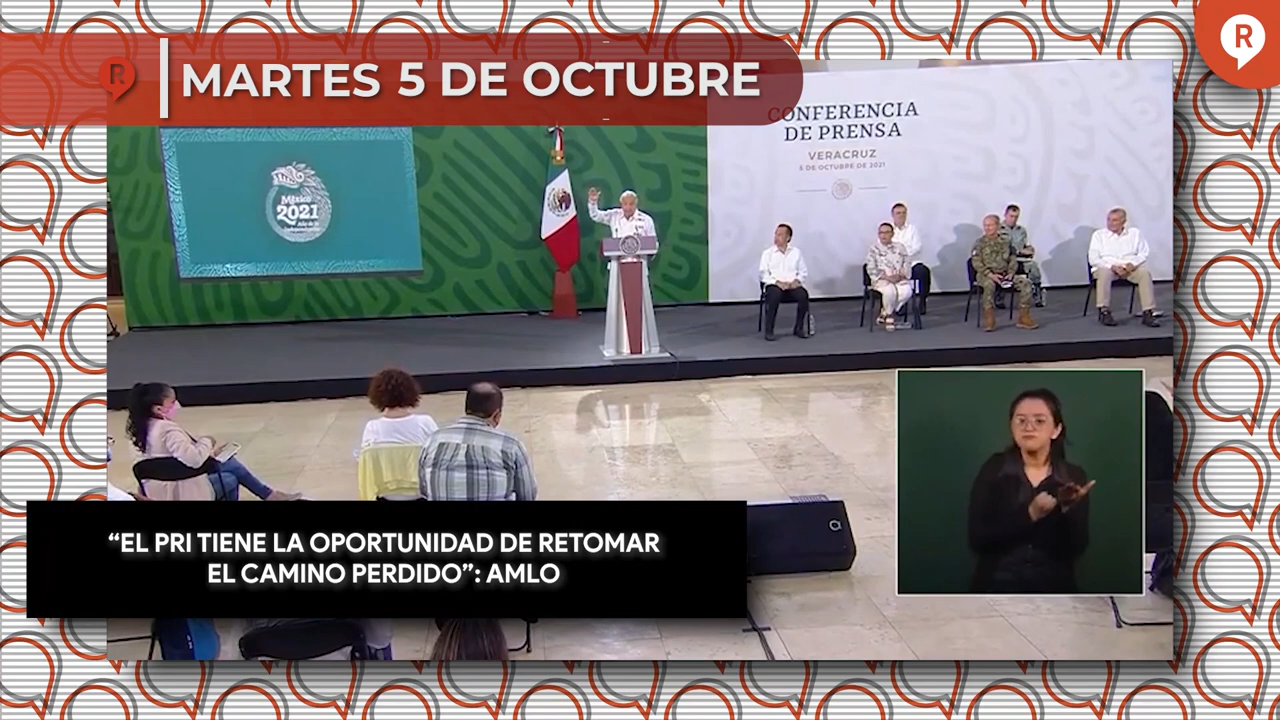 R
R
MARTES 5 DE OCTUBRE
CONFERENCIA
DE PRENSA
VERACRUZ
5 DE OCTUBRE DE 2021
México
2021
“EL PRI TIENE LA OPORTUNIDAD DE RETOMAR
EL CAMINO PERDIDO”: AMLO